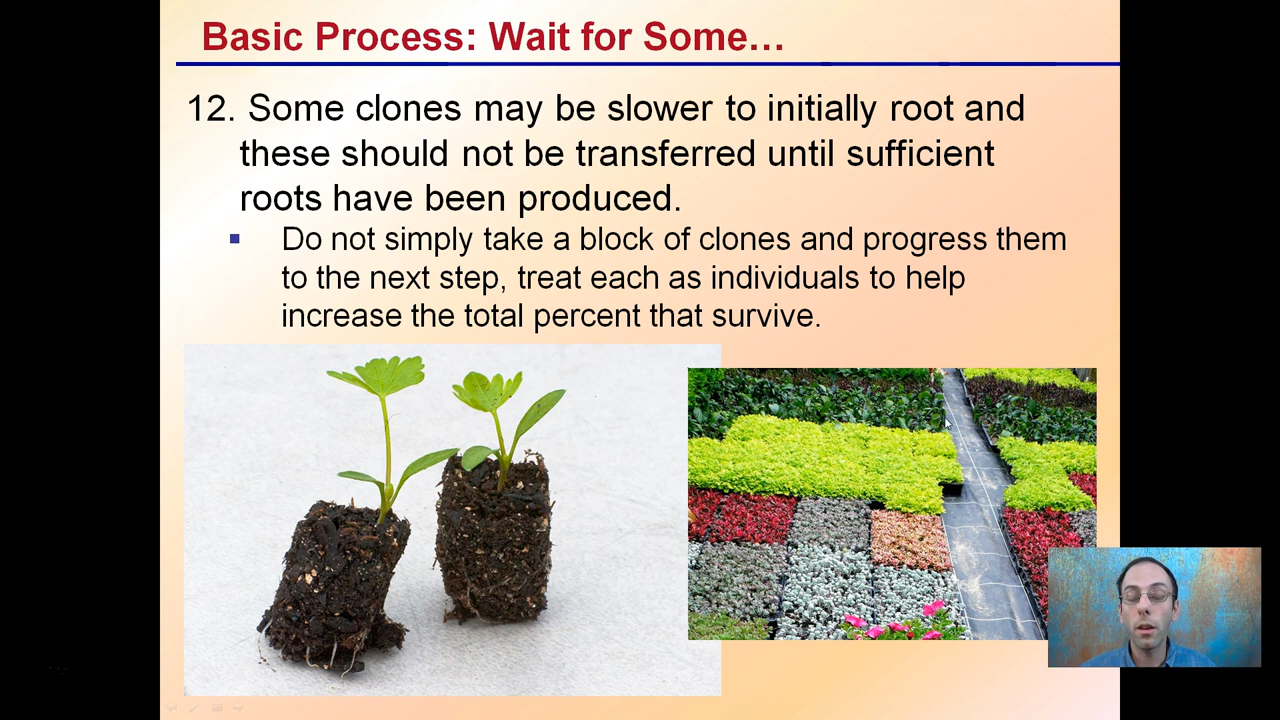 Basic Process: Wait for Some…
12. Some clones may be slower to initially root and
these should not be transferred until sufficient
roots have been produced.
Do not simply take a block of clones and progress them
to the next step, treat each as individuals to help
increase the total percent that survive.